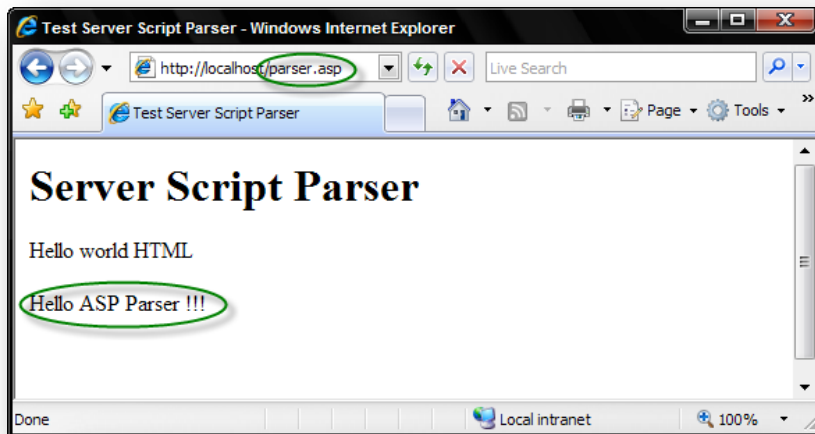 Test Server Script Parser - Windows Internet Explorer
http://localhost/parser.asp
Live Search
Test Server Script Parser
Page
Tools
Server Script Parser
Hello world HTML
Hello ASP Parser !!!
Done
Local intranet
100%